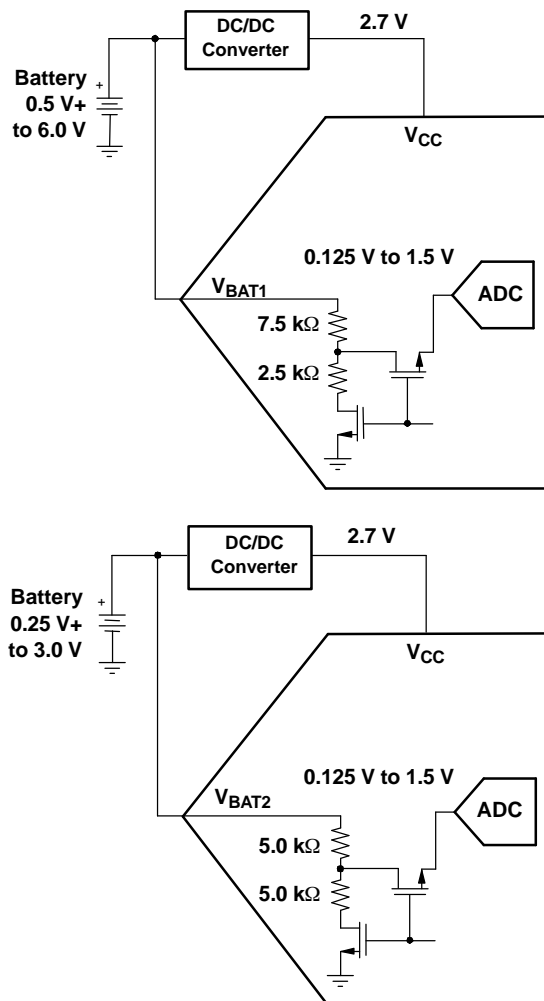 DC/DC
Converter
2.7 V
Battery
0.5 V+
to 6.0 V
+
VCC
0.125 V to 1.5 V
ADC
VBAT1
7.5 kΩ
2.5 kΩ
DC/DC
Converter
2.7 V
Battery
0.25 V+
to 3.0 V
+
VCC
0.125 V to 1.5 V
ADC
VBAT2
5.0 kΩ
5.0 kΩ